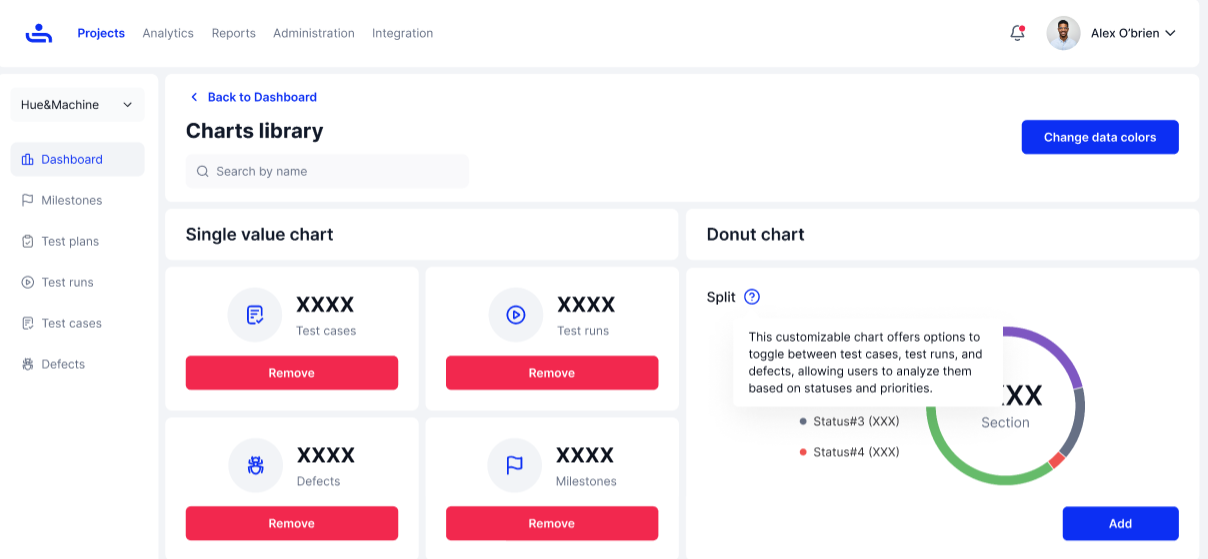 Projects
Analytics
Reports
Administration
Integration
Alex O'brien
Hue&Machine
Dashboard
Milestones
Test plans
Test runs
Test cases
Defects
Back to Dashboard
Charts library
Search by name
Change data colors
Single value chart
XXXX
Test cases
Remove
XXXX
Test runs
Remove
XXXX
Defects
Remove
XXXX
Milestones
Remove
Donut chart
Split
This customizable chart offers options to
toggle between test cases, test runs, and
defects, allowing users to analyze them
based on statuses and priorities.
Status#3 (XXX)
Status#4 (XXX)
XX
Section
Add